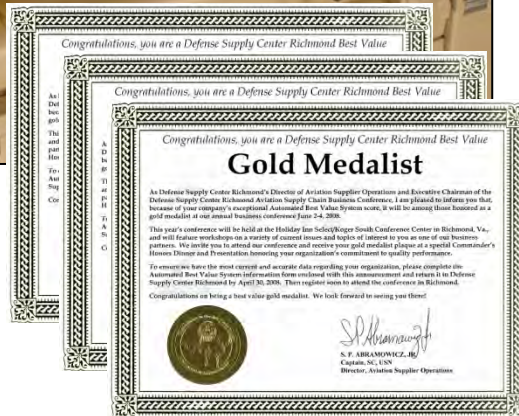 Congratulations, you are a Defense Supply Center Richmond Best Value
Congratulations, you are a Defense Supply Center Richmond Best Value
Congratulations, you are a Defense Supply Center Richmond Best Value
Gold Medalist
As Defense Supply Center Richmond's Director of Aviation Supplier Operations and Executive Chairman of the
Defense Supply Center Richmond Aviation Supply Chain Business Conference, I am pleased to inform you that,
because of your company's exceptional Automated Best Value System score, it will be among those honored as a
gold medalist at our annual business conference June 2-4, 2008.
This year's conference will be held at the Holiday Inn Select/Koger South Conference Center in Richmond, Va.,
and will feature workshops on a variety of current issues and topics of interest to you as one of our business
partners. We invite you to attend our conference and receive your gold medalist plaque at a special Commander's
Honors Dinner and Presentation honoring your organization's commitment to quality performance.
To ensure we have the most current and accurate data regarding your organization, please complete the
Automated Best Value System information form enclosed with this announcement and return it to Defense
Supply Center Richmond by April 30, 2008. Then register soon to attend the conference in Richmond.
Congratulations on being a best value gold medalist. We look forward to seeing you there!
S. P. ABRAMOWICZ, JR
Captain, SC, USN
Director, Aviation Supplier Operations